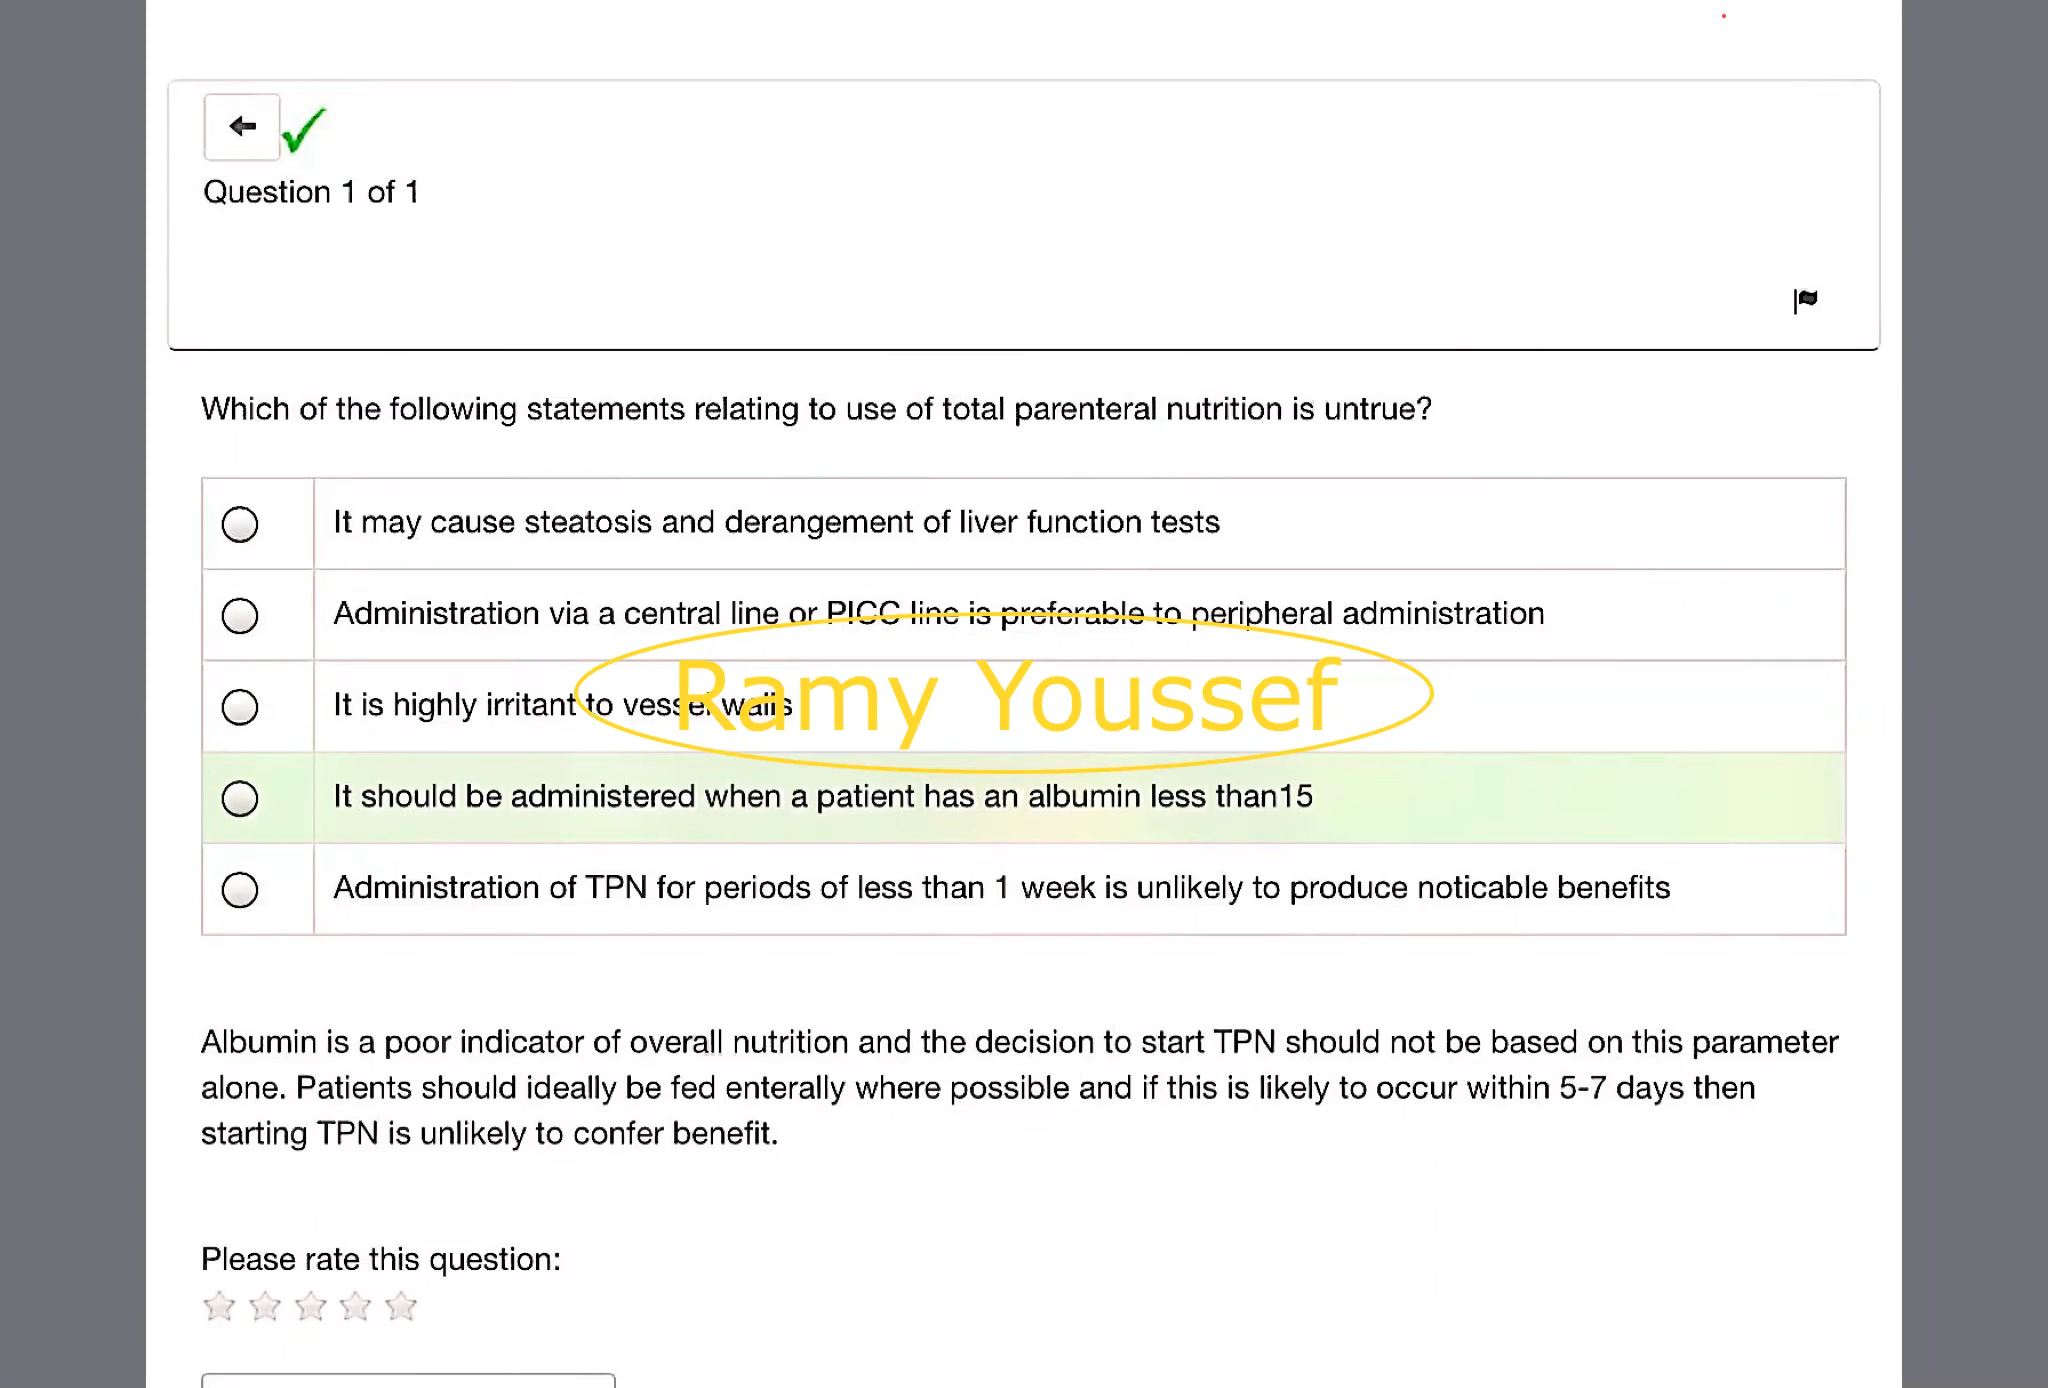 Question 1 of 1
Which of the following statements relating to use of total parenteral nutrition is untrue?
It may cause steatosis and derangement of liver function tests
Administration via a central line or PICC line is preferable to peripheral administration
It is highly irritant to vessel walls
Ramy Youssef
It should be administered when a patient has an albumin less than15
Administration of TPN for periods of less than 1 week is unlikely to produce noticable benefits
Albumin is a poor indicator of overall nutrition and the decision to start TPN should not be based on this parameter
alone. Patients should ideally be fed enterally where possible and if this is likely to occur within 5-7 days then
starting TPN is unlikely to confer benefit.
Please rate this question: